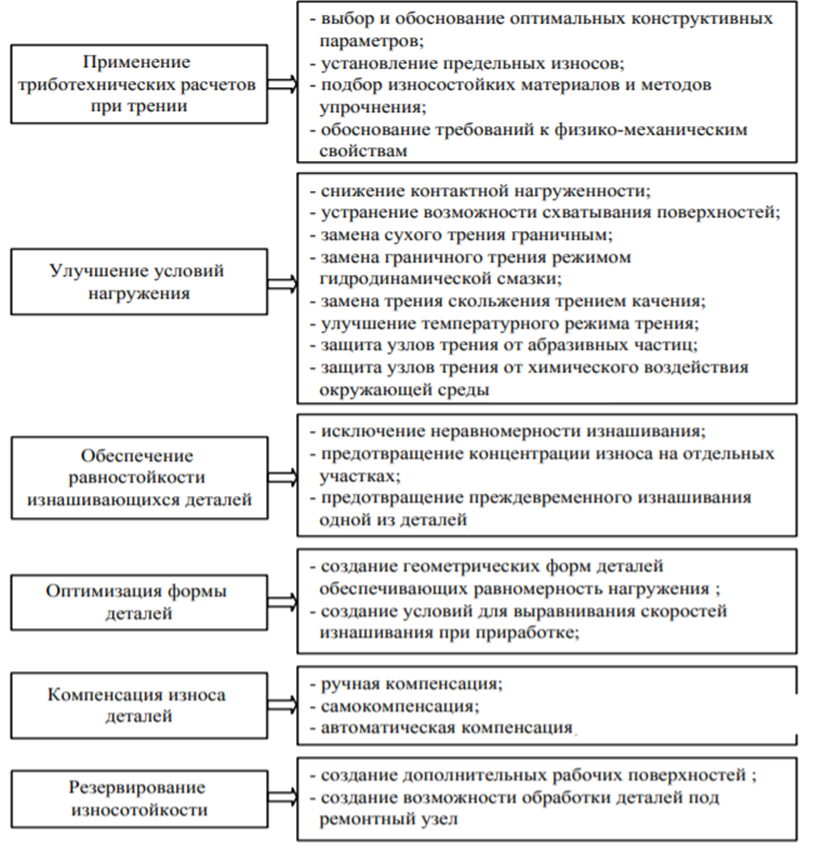 Применение
триботехнических расчетов
при трении
- выбор и обоснование оптимальных конструктивных
параметров;
- установление предельных износов;
- подбор износостойких материалов и методов
упрочнения;
- обоснование требований к физико-механическим
свойствам
Улучшение условий
нагружения
- снижение контактной нагруженности;
- устранение возможности схватывания поверхностей;
- замена сухого трения граничным;
- замена граничного трения режимом
гидродинамической смазки;
- замена трения скольжения трением качения;
- улучшение температурного режима трения;
- защита узлов трения от абразивных частиц;
- защита узлов трения от химического воздействия
окружающей среды
Обеспечение
равностойкости
изнашивающихся деталей
- исключение неравномерности изнашивания;
- предотвращение концентрации износа на отдельных
участках;
- предотвращение преждевременного изнашивания
одной из деталей
Оптимизация формы
деталей
- создание геометрических форм деталей
обеспечивающих равномерность нагружения ;
- создание условий для выравнивания скоростей
изнашивания при приработке;
Компенсация износа
деталей
- ручная компенсация;
- самокомпенсация;
- автоматическая компенсация
Резервирование
износотойкости
- создание дополнительных рабочих поверхностей ;
- создание возможности обработки деталей под
ремонтный узел